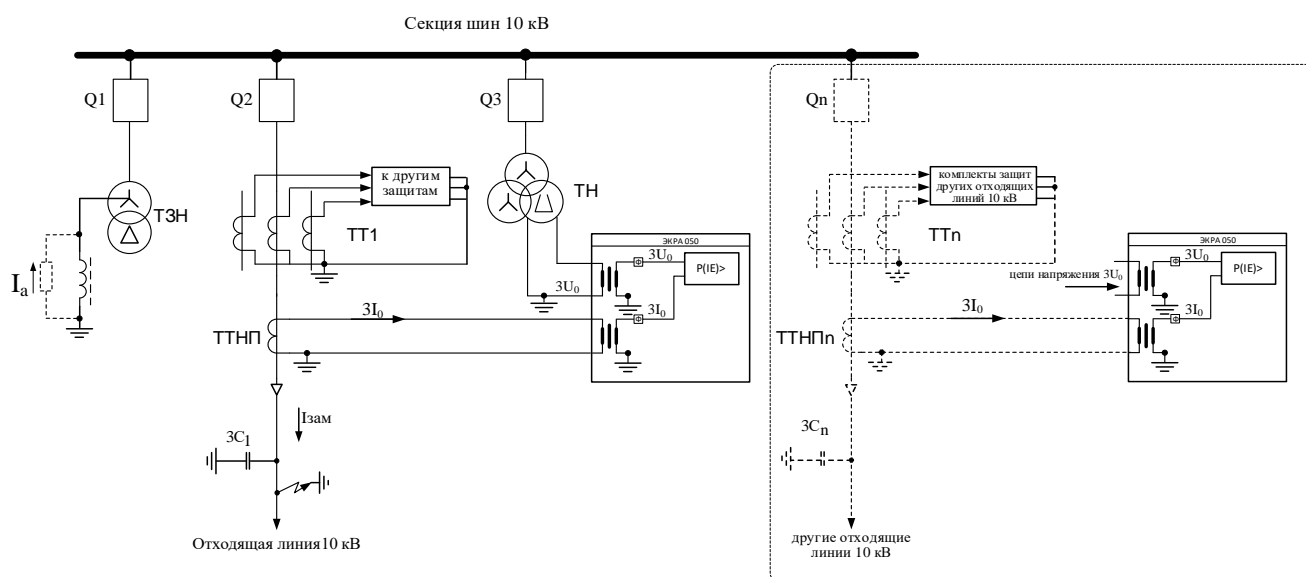 Секция шин 10 кВ
Q1
Q2
Q3
Qn
ТЗН
Iа
к другим
защитам
ТТ1
ТН
ЭКРА 050
3U0
3U0
P(IE)>
3I0
3I0
ТТНП
Iзам
3C1
Отходящая линия10 кВ
комплекты защит
других отходящих
линий 10 кВ
ТТn
ЭКРА 050
цепи напряжения 3U0
3U0
P(IE)>
3I0
3I0
ТТНПn
3Cn
другие отходящие
линии 10 кВ